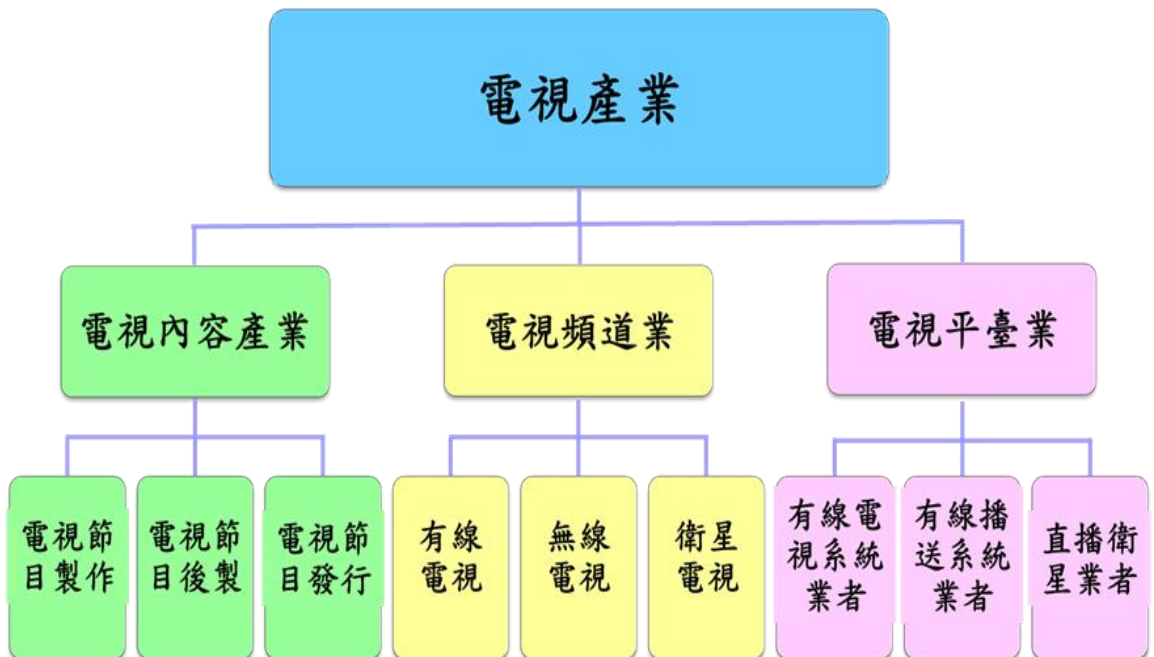 電視產業
電視內容產業
電視頻道業
電視平臺業
電視節
目製作
電視節
目後製
電視節
目發行
有線
電視
無線
電視
衛星
電視
有線電
視系統
業者
有線播
送系統
業者
直播衛
星業者